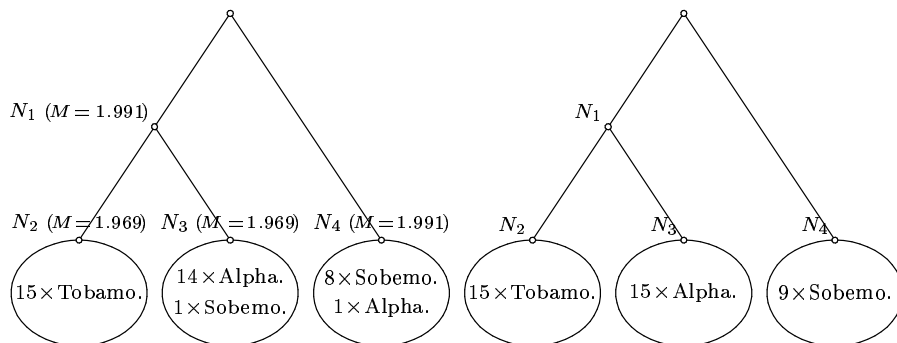 N₁ (M = 1.991)
N₁
N₂ (M = 1.969)
N₃ (M = 1.969)
N₄ (M = 1.991)
N₂
N₃
N₄
15×Tobamo.
14×Alpha.
1×Sobemo.
8×Sobemo.
1×Alpha.
15×Tobamo.
15×Alpha.
9×Sobemo.